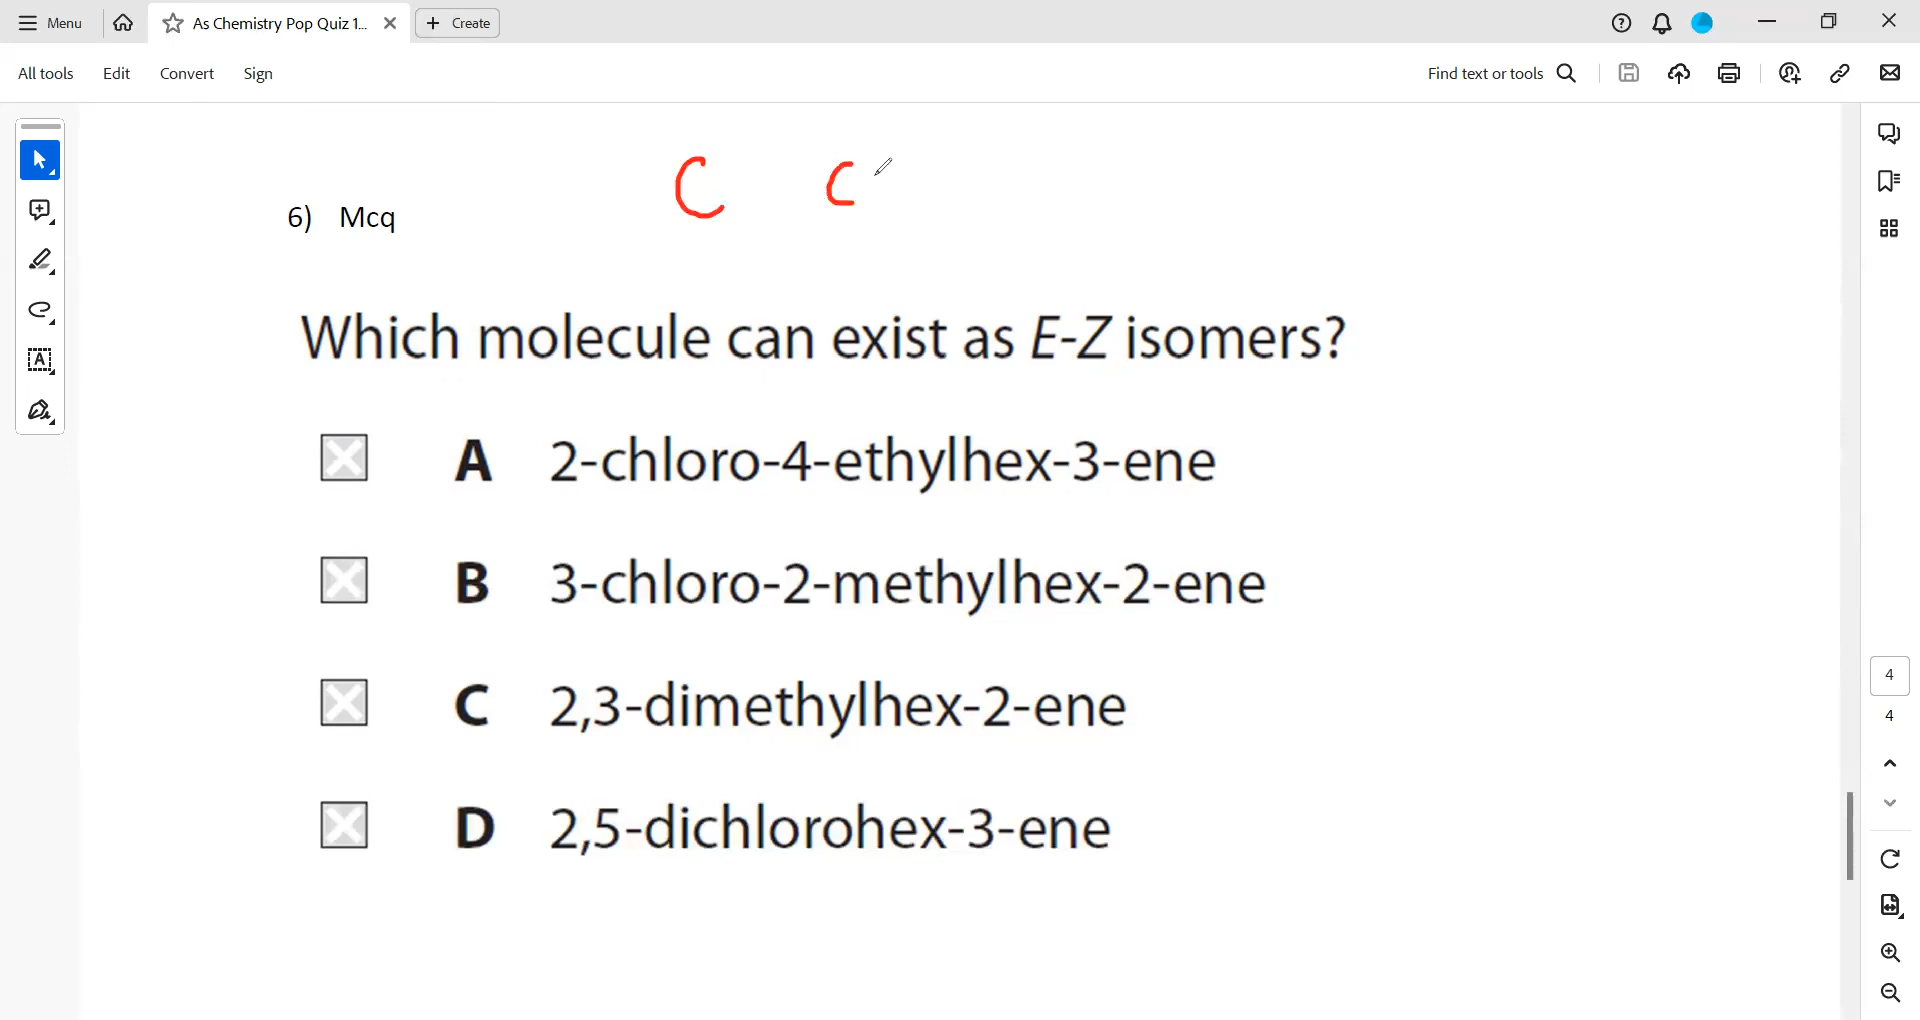 Menu
As Chemistry Pop Quiz 1...
Create
All tools
Edit
Convert
Sign
Find text or tools
C C
6) Mcq
Which molecule can exist as E-Z isomers?
A 2-chloro-4-ethylhex-3-ene
B 3-chloro-2-methylhex-2-ene
C 2,3-dimethylhex-2-ene
D 2,5-dichlorohex-3-ene
4
4